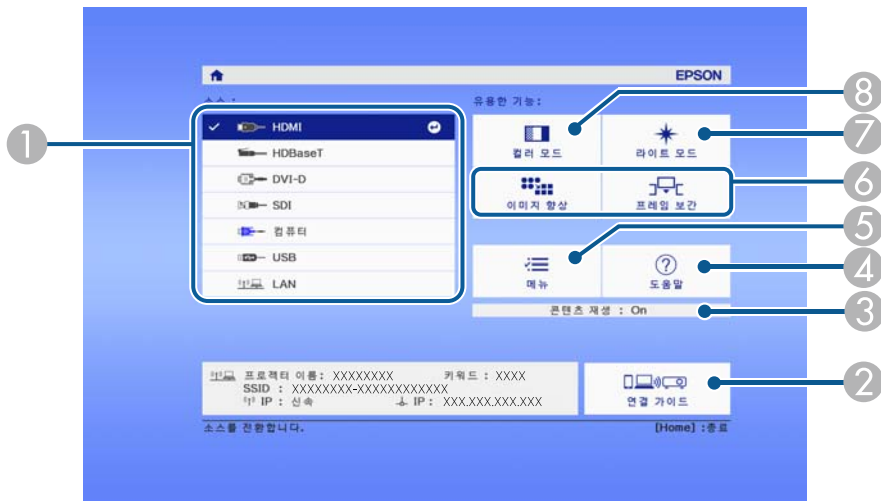 EPSON
소스 :
유용한 기능:
HDMI
HDBaseT
DVI-D
SDI
컴퓨터
USB
LAN
컬러 모드
라이트 모드
이미지 향상
프레임 보간
메뉴
도움말
콘텐츠 재생 : On
프로젝터 이름: XXXXXXXX 키워드 : XXXX
SSID : XXXXXXXX-XXXXXXXXXXXX
IP : 신속 IP : XXX.XXX.XXX.XXX
연결 가이드
소스를 전환합니다. [Home] :종료
1
8
7
6
5
4
3
2